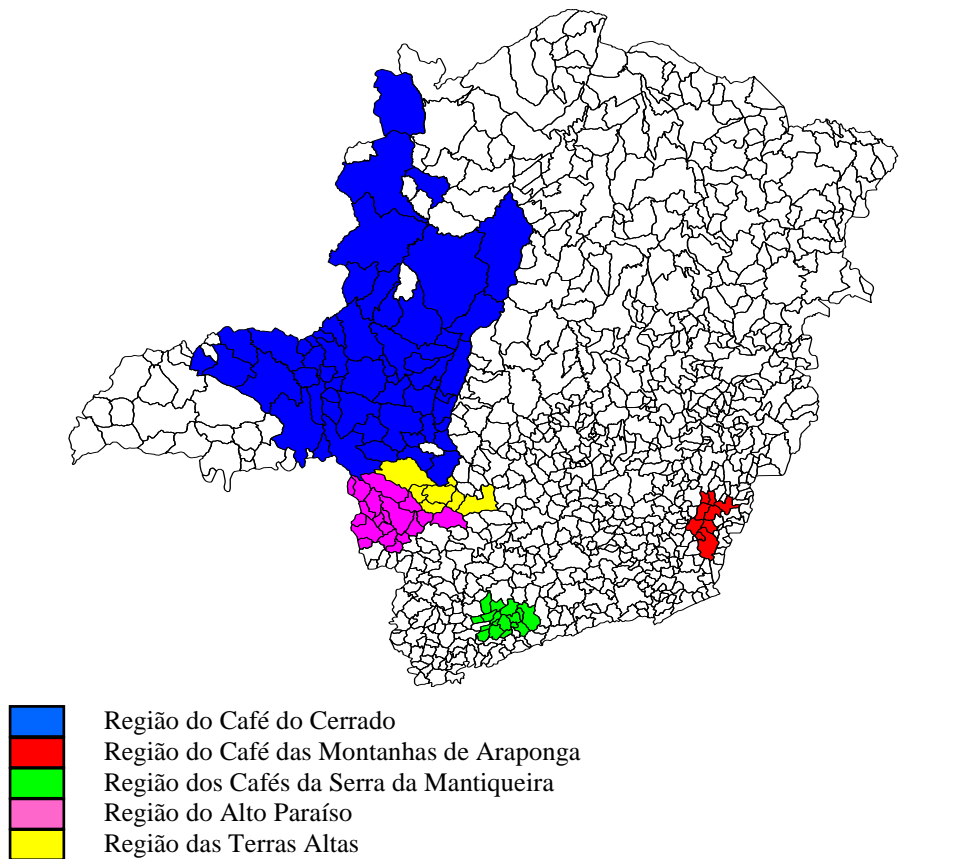 Região do Café do Cerrado
Região do Café das Montanhas de Araponga
Região dos Cafés da Serra da Mantiqueira
Região do Alto Paraíso
Região das Terras Altas